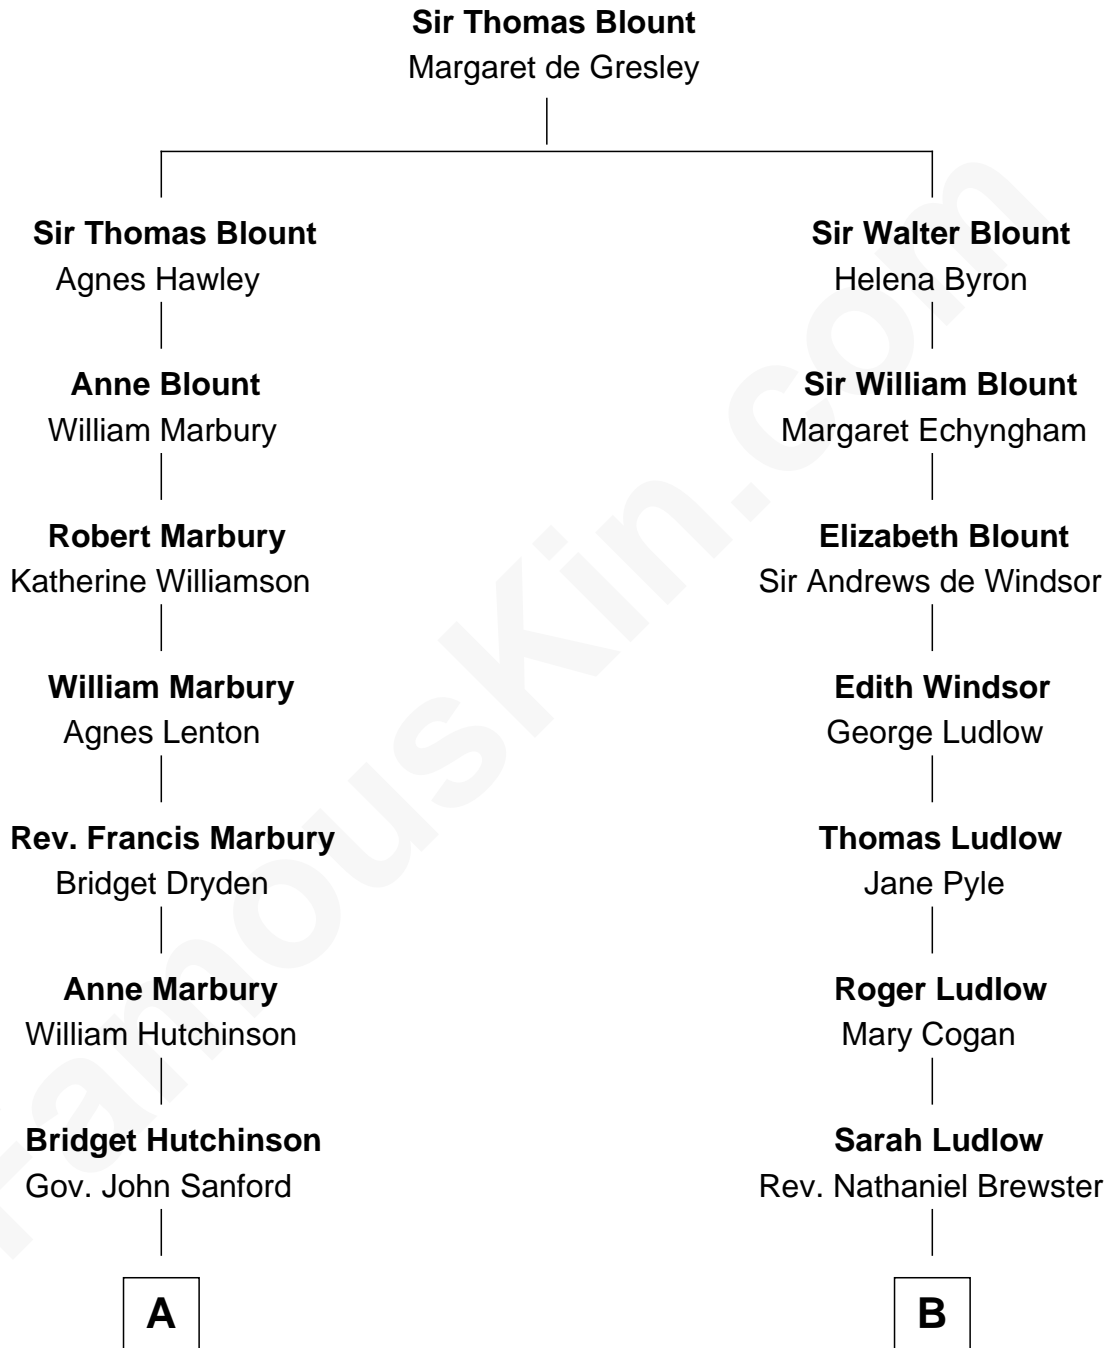 Sir Thomas Blount
Margaret de Gresley
Sir Thomas Blount
Agnes Hawley
Anne Blount
William Marbury
Robert Marbury
Katherine Williamson
William Marbury
Agnes Lenton
Rev. Francis Marbury
Bridget Dryden
Anne Marbury
William Hutchinson
Bridget Hutchinson
Gov. John Sanford
A
Sir Walter Blount
Helena Byron
Sir William Blount
Margaret Echyngham
Elizabeth Blount
Sir Andrews de Windsor
Edith Windsor
George Ludlow
Thomas Ludlow
Jane Pyle
Roger Ludlow
Mary Cogan
Sarah Ludlow
Rev. Nathaniel Brewster
B
FamousKin.com